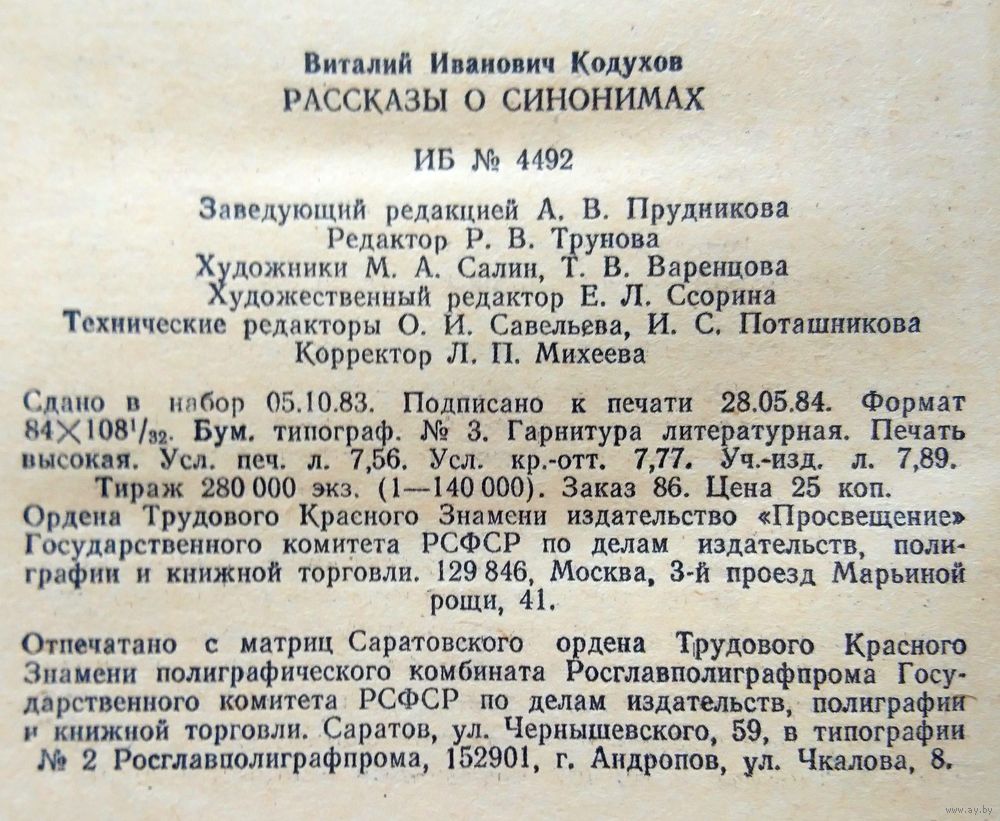 Виталий Иванович Кодухов
РАССКАЗЫ О СИНОНИМАХ
ИБ № 4492
Заведующий редакцией А. В. Прудникова
Редактор Р. В. Трунова
Художники М. А. Салин, Т. В. Варенцова
Художественный редактор Е. Л. Ссорина
Технические редакторы О. И. Савельева, И. С. Поташникова
Корректор Л. П. Михеева
Сдано в набор 05.10.83. Подписано к печати 28.05.84. Формат
84×108¹/₃₂. Бум. типограф. № 3. Гарнитура литературная. Печать
высокая. Усл. печ. л. 7,56. Усл. кр.-отт. 7,77. Уч.-изд. л. 7,89.
Тираж 280 000 экз. (1—140 000). Заказ 86. Цена 25 коп.
Ордена Трудового Красного Знамени издательство «Просвещение»
Государственного комитета РСФСР по делам издательств, поли-
графии и книжной торговли. 129 846, Москва, 3-й проезд Марьиной
рощи, 41.
Отпечатано с матриц Саратовского ордена Трудового Красного
Знамени полиграфического комбината Росглавполиграфпрома Госу-
дарственного комитета РСФСР по делам издательств, полиграфии
и книжной торговли. Саратов, ул. Чернышевского, 59, в типографии
№ 2 Росглавполиграфпрома, 152901, г. Андропов, ул. Чкалова, 8.
www.ay.by